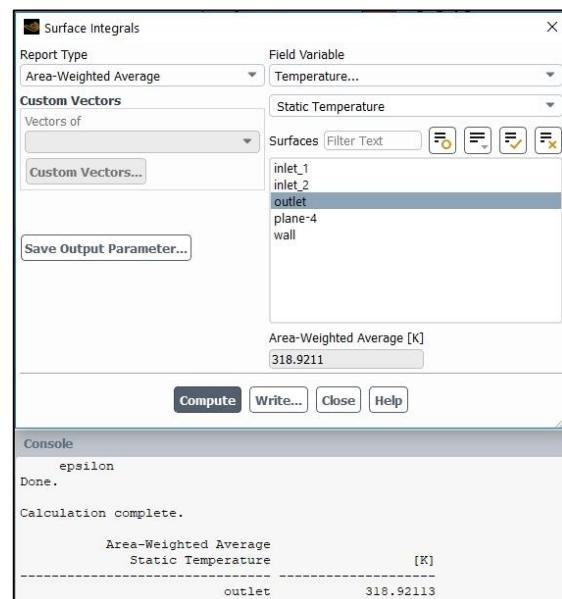 Surface Integrals
Report Type
Area-Weighted Average
Custom Vectors
Vectors of
Custom Vectors...
Save Output Parameter...
Field Variable
Temperature...
Static Temperature
Surfaces Filter Text
inlet_1
inlet_2
outlet
plane-4
wall
Area-Weighted Average [K]
318.9211
Compute Write... Close Help
Console
epsilon
Done.
Calculation complete.
Area-Weighted Average
Static Temperature [K]
-------------------------------- --------------------
outlet 318.92113